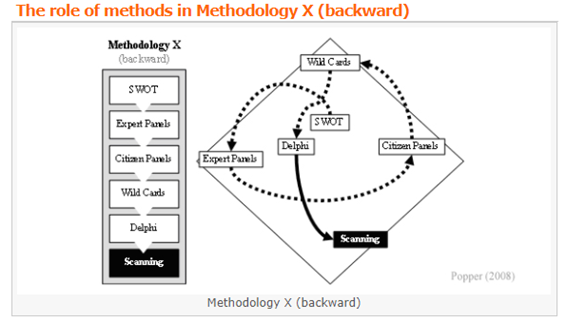 The role of methods in Methodology X (backward)
Methodology X
(backward)
SWOT
Expert Panels
Citizen Panels
Wild Cards
Delphi
Scanning
Wild Cards
SWOT
Delphi
Citizen Panels
Expert Panels
Scanning
Popper (2008)
Methodology X (backward)